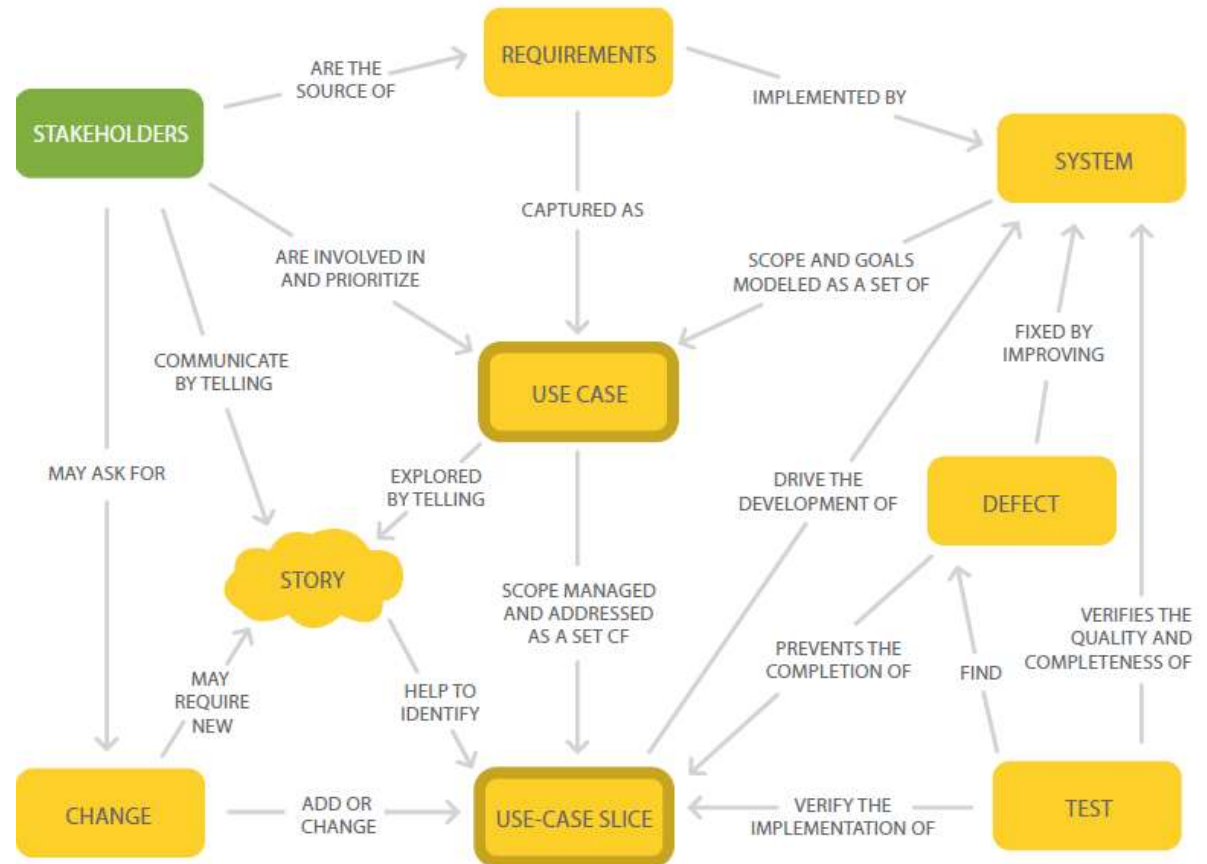 REQUIREMENTS
ARE THE
SOURCE OF
IMPLEMENTED BY
STAKEHOLDERS
SYSTEM
CAPTURED AS
ARE INVOLVED IN
AND PRIORITIZE
SCOPE AND GOALS
MODELED AS A SET OF
FIXED BY
IMPROVING
COMMUNICATE
BY TELLING
USE CASE
MAY ASK FOR
EXPLORED
BY TELLING
DRIVE THE
DEVELOPMENT OF
DEFECT
STORY
SCOPE MANAGED
AND ADDRESSED
AS A SET CF
VERIFIES THE
QUALITY AND
COMPLETENESS OF
PREVENTS THE
COMPLETION OF
FIND
MAY
REQUIRE
NEW
HELP TO
IDENTIFY
CHANGE
ADD OR
CHANGE
USE-CASE SLICE
VERIFY THE
IMPLEMENTATION OF
TEST